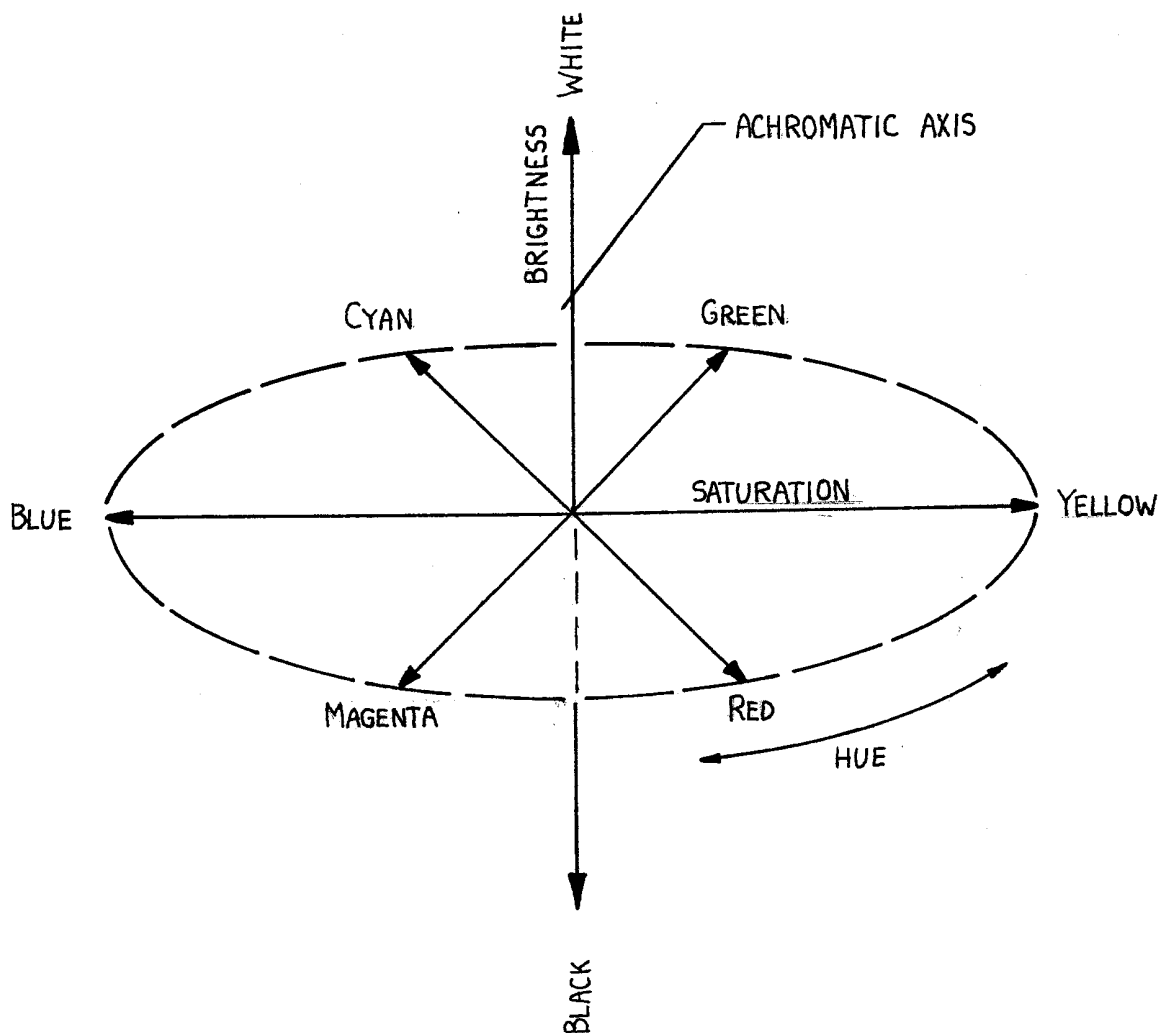 WHITE
BRIGHTNESS
ACHROMATIC AXIS
CYAN
GREEN
SATURATION
BLUE
YELLOW
MAGENTA
RED
HUE
BLACK